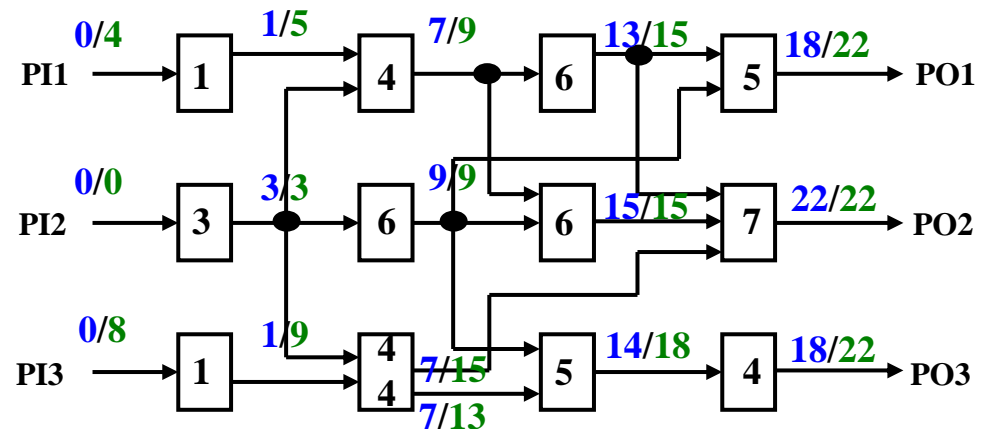 0/4 1/5 7/9 13/15 18/22
PI1 1 4 6 5 PO1
0/0 3/3 9/9 15/15 22/22
PI2 3 6 6 7 PO2
0/8 1/9 14/18 18/22
4
PI3 1 5 4 PO3
7/15
4
7/13